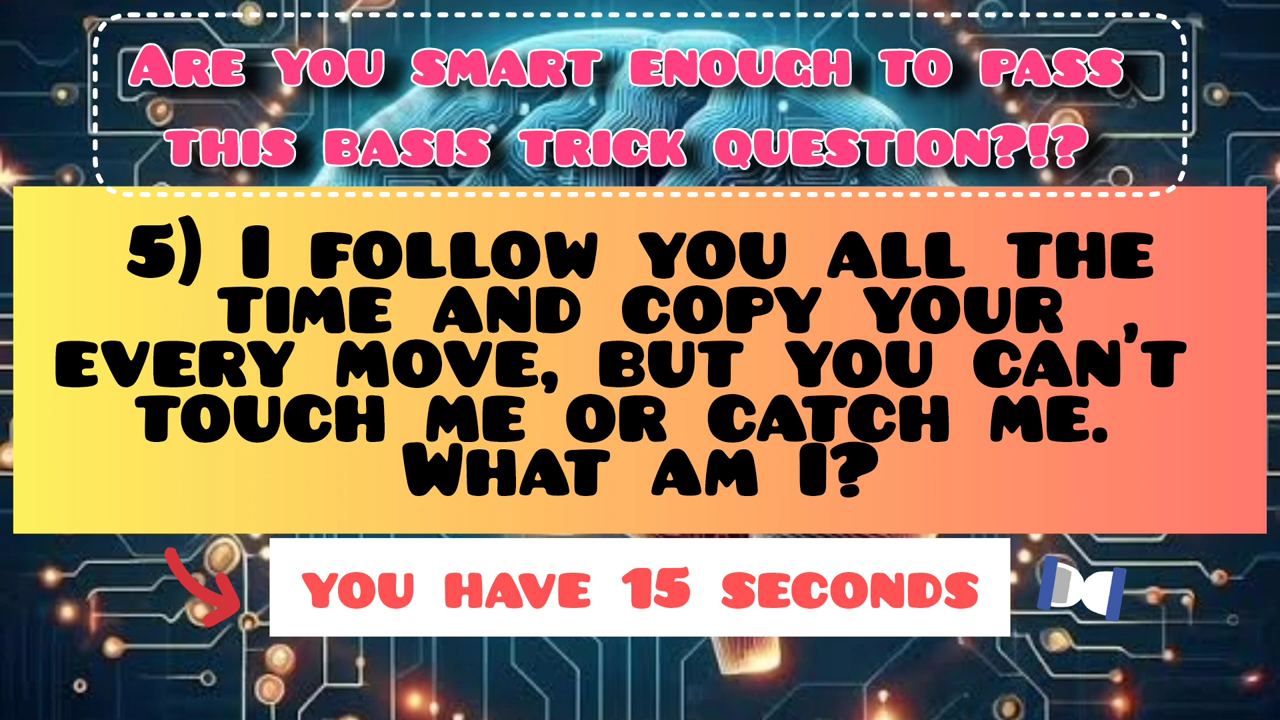 Are you smart enough to pass
this basis trick question?!?
5) I follow you all the
time and copy your
every move, but you can't
touch me or catch me.
What am I?
you have 15 seconds